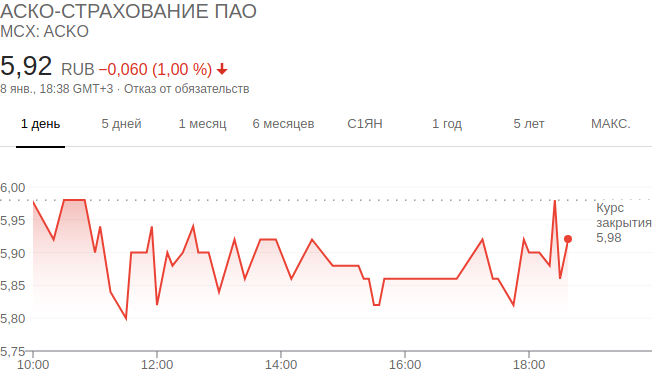 АСКО-СТРАХОВАНИЕ ПАО
MCX: АСКО
5,92 RUB −0,060 (1,00 %)
8 янв., 18:38 GMT+3 · Отказ от обязательств
1 день 5 дней 1 месяц 6 месяцев С1ЯН 1 год 5 лет МАКС.
6,00
Курс
закрытия
5,98
5,95
5,90
5,85
5,80
5,75
10:00 12:00 14:00 16:00 18:00